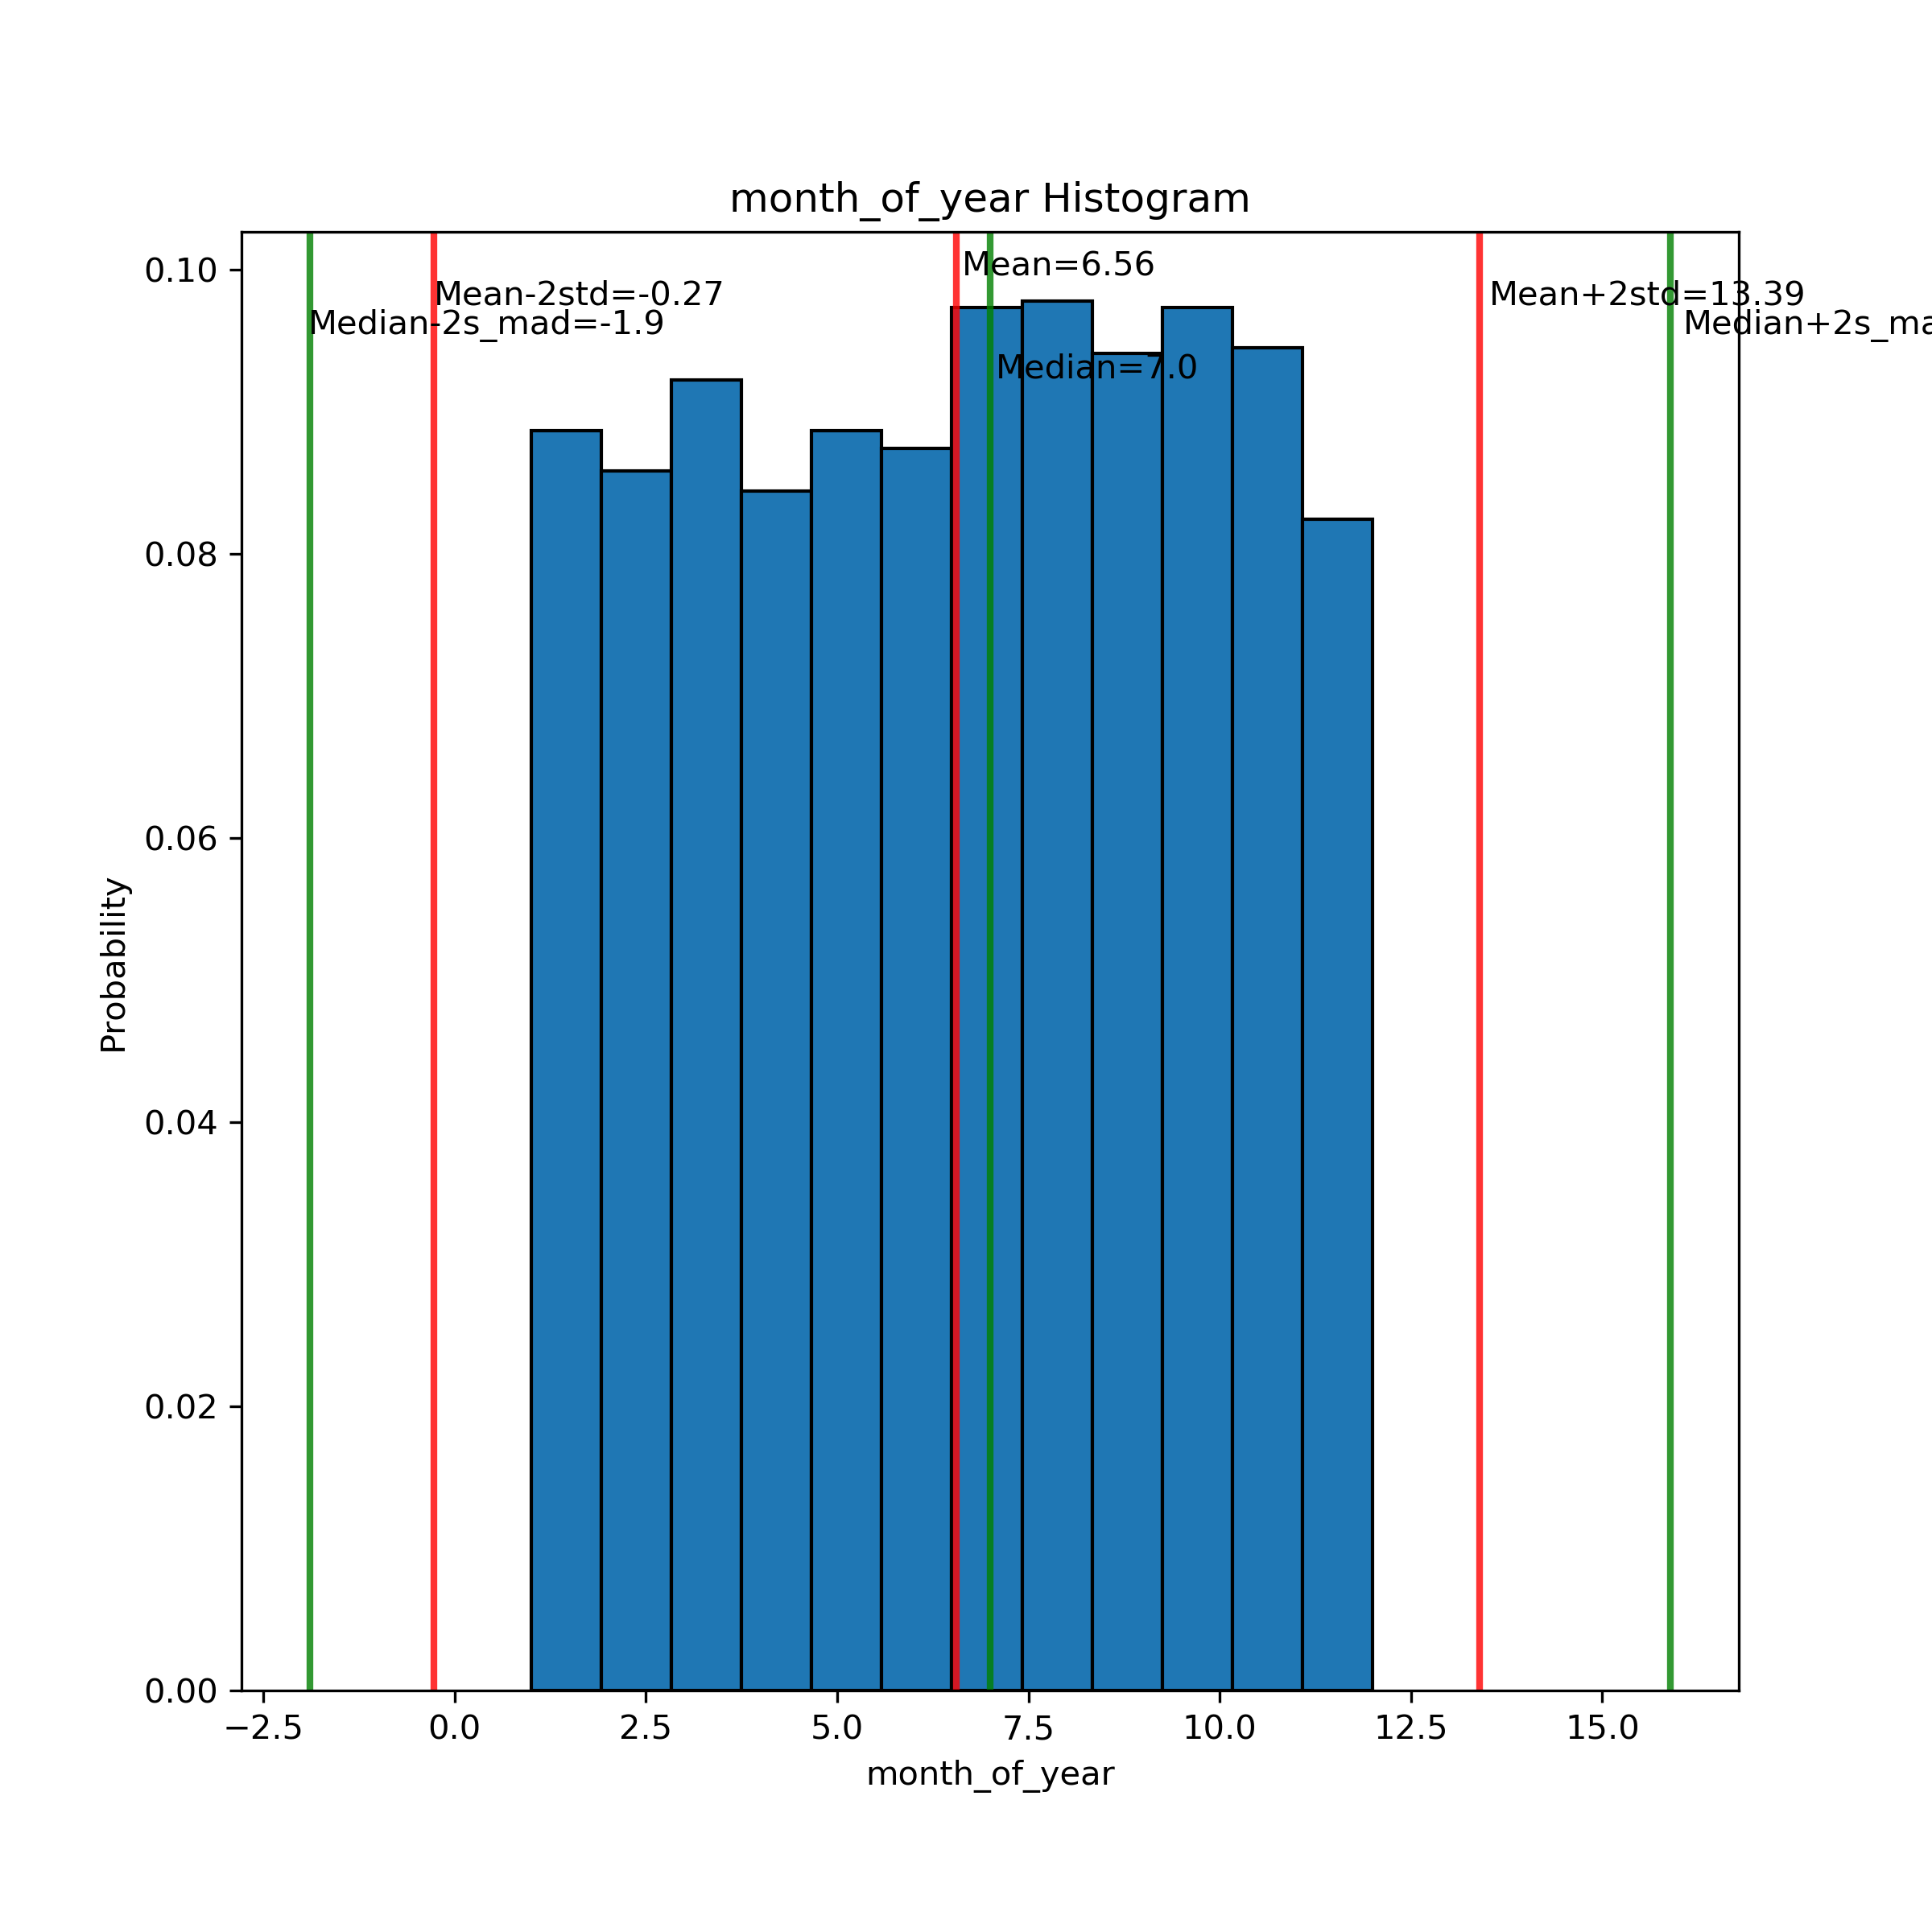 month_of_year Histogram
Mean=6.56
Mean-2std=-0.27
Mean+2std=13.39
Median-2s_mad=-1.9
Median+2s_ma
Median=7.0
0.10
0.08
0.06
0.04
0.02
0.00
Probability
−2.5 0.0 2.5 5.0 7.5 10.0 12.5 15.0
month_of_year